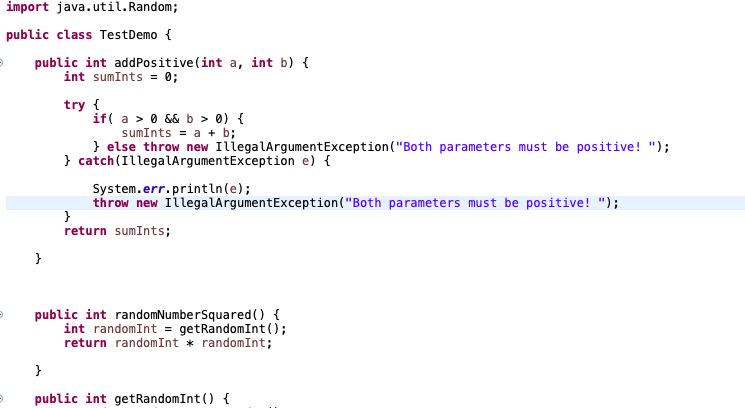 import java.util.Random;
public class TestDemo {
public int addPositive(int a, int b) {
int sumInts = 0;
try {
if( a > 0 && b > 0) {
sumInts = a + b;
} else throw new IllegalArgumentException("Both parameters must be positive! ");
} catch(IllegalArgumentException e) {
System.err.println(e);
throw new IllegalArgumentException("Both parameters must be positive! ");
}
return sumInts;
}
public int randomNumberSquared() {
int randomInt = getRandomInt();
return randomInt * randomInt;
}
public int getRandomInt() {